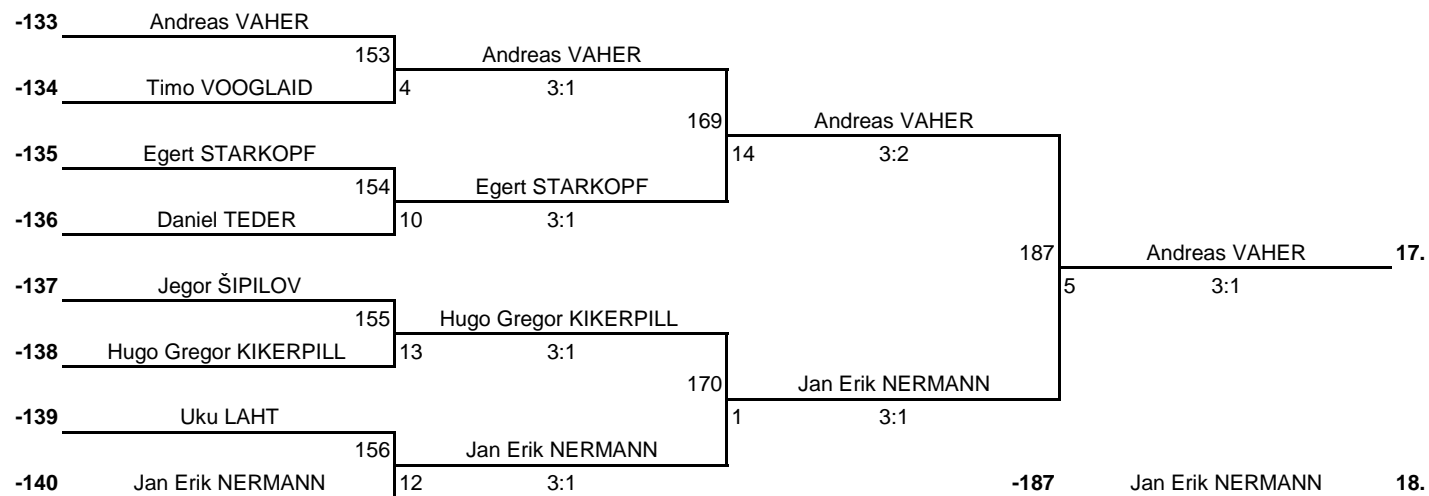 -133 Andreas VAHER
153 Andreas VAHER
-134 Timo VOOGLAID 4 3:1
169 Andreas VAHER
-135 Egert STARKOPF 14 3:2
154 Egert STARKOPF
-136 Daniel TEDER 10 3:1
187 Andreas VAHER 17.
-137 Jegor ŠIPILOV 5 3:1
155 Hugo Gregor KIKERPILL
-138 Hugo Gregor KIKERPILL 13 3:1
170 Jan Erik NERMANN
-139 Uku LAHT 1 3:1
156 Jan Erik NERMANN
-140 Jan Erik NERMANN 12 3:1 -187 Jan Erik NERMANN 18.